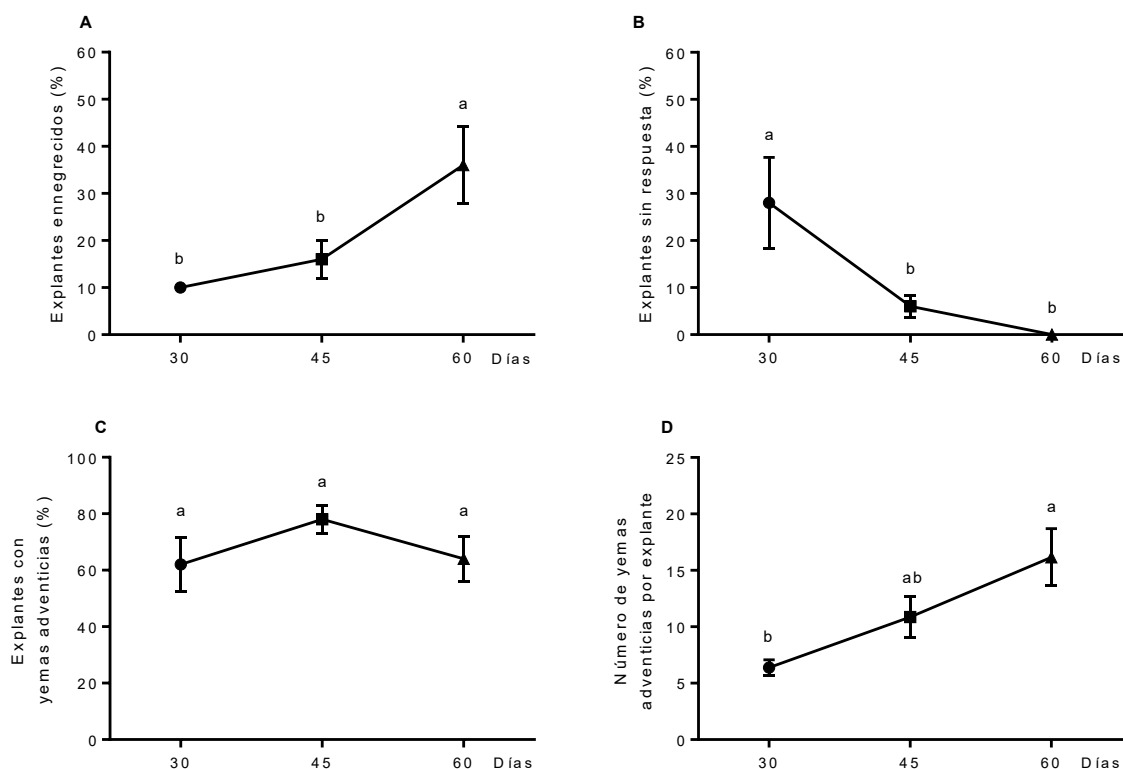 A
Explantes ennegrecidos (%)
60
50
40
30
20
10
0
b
b
a
30 45 60 Días
B
Explantes sin respuesta (%)
60
50
40
30
20
10
0
a
b
b
30 45 60 Días
C
Explantes con
yemas adventicias (%)
100
80
60
40
20
0
a
a
a
30 45 60 Días
D
Número de yemas
adventicias por explante
25
20
15
10
5
0
b
ab
a
30 45 60 Días